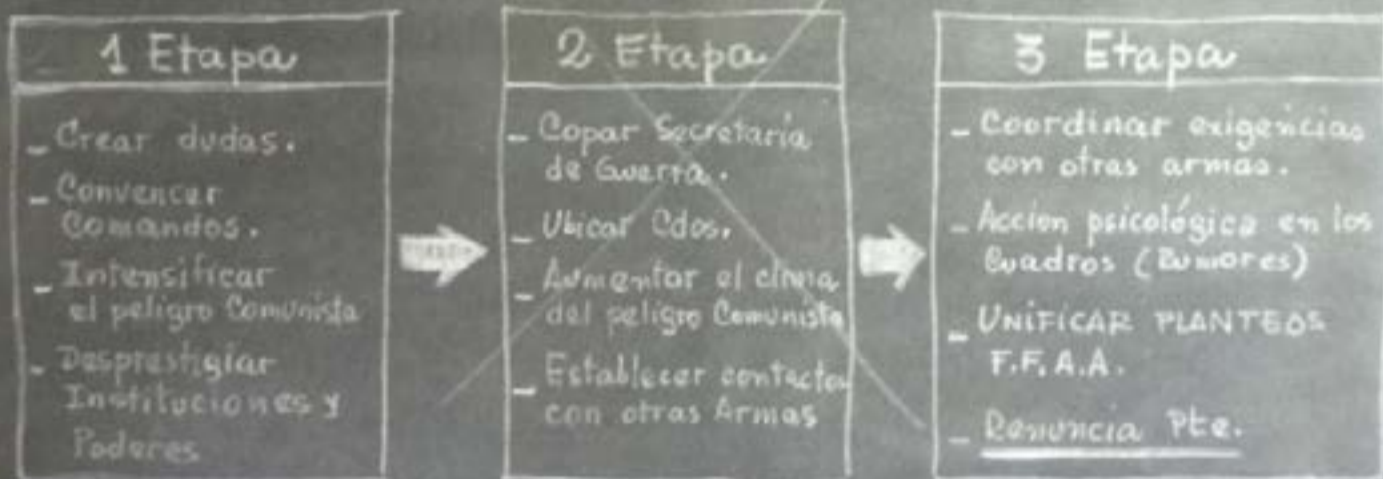 1 Etapa
- Crear dudas.
- Convencer
Comandos.
- Intensificar
el peligro Comunista
- Desprestigiar
Instituciones y
Poderes
2 Etapa
- Copar Secretaría
de Guerra.
- Ubicar Cdos.
- Aumentar el clima
del peligro Comunista
- Establecer contactos
con otras Armas
3 Etapa
- Coordinar exigencias
con otras armas.
- Accion psicológica en los
Cuadros (Rumores)
- UNIFICAR PLANTEOS
F.F.A.A.
- Renuncia Pte.